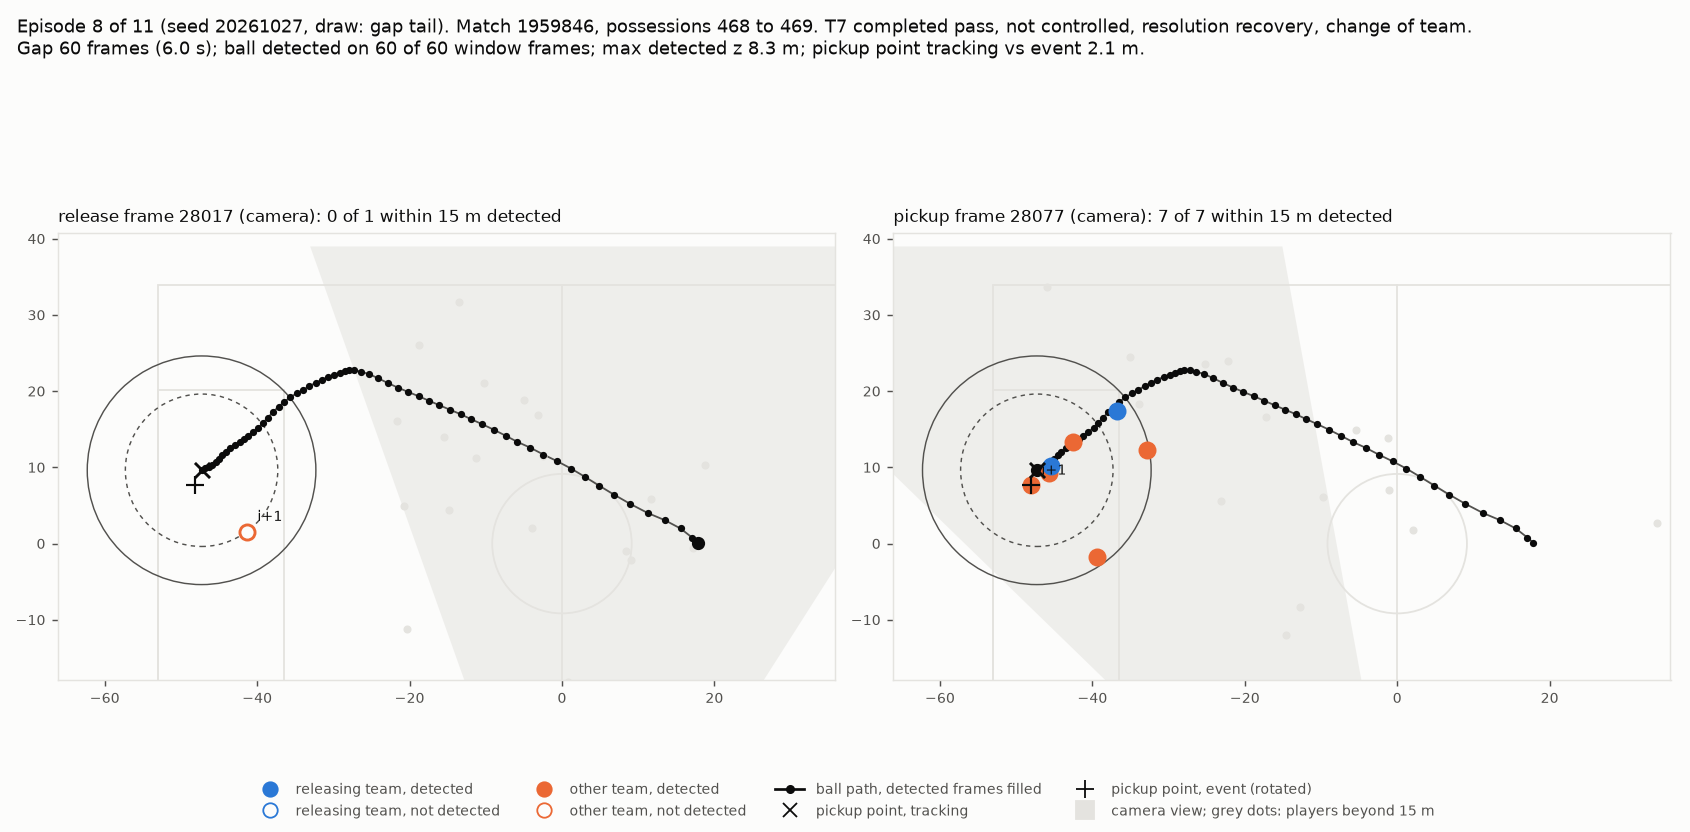 Episode 8 of 11 (seed 20261027, draw: gap tail). Match 1959846, possessions 468 to 469. T7 completed pass, not controlled, resolution recovery, change of team.
Gap 60 frames (6.0 s); ball detected on 60 of 60 window frames; max detected z 8.3 m; pickup point tracking vs event 2.1 m.
release frame 28017 (camera): 0 of 1 within 15 m detected
40
30
20
10
0
−10
−60
−40
−20
0
20
j+1
pickup frame 28077 (camera): 7 of 7 within 15 m detected
40
30
20
10
0
−10
−60
−40
−20
0
20
releasing team, detected
releasing team, not detected
other team, detected
other team, not detected
ball path, detected frames filled
pickup point, tracking
pickup point, event (rotated)
camera view; grey dots: players beyond 15 m